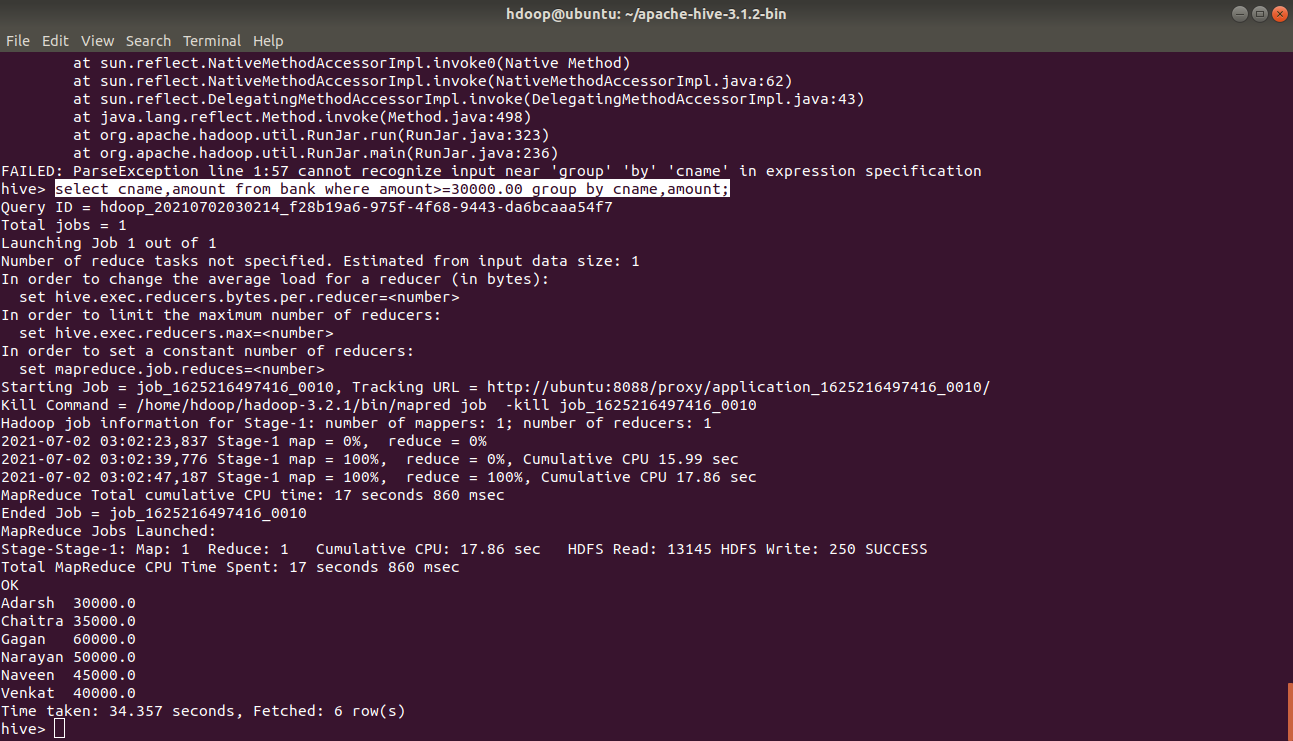 hdoop@ubuntu: ~/apache-hive-3.1.2-bin
File Edit View Search Terminal Help
        at sun.reflect.NativeMethodAccessorImpl.invoke0(Native Method)
        at sun.reflect.NativeMethodAccessorImpl.invoke(NativeMethodAccessorImpl.java:62)
        at sun.reflect.DelegatingMethodAccessorImpl.invoke(DelegatingMethodAccessorImpl.java:43)
        at java.lang.reflect.Method.invoke(Method.java:498)
        at org.apache.hadoop.util.RunJar.run(RunJar.java:323)
        at org.apache.hadoop.util.RunJar.main(RunJar.java:236)
FAILED: ParseException line 1:57 cannot recognize input near 'group' 'by' 'cname' in expression specification
hive> select cname,amount from bank where amount>=30000.00 group by cname,amount;
Query ID = hdoop_20210702030214_f28b19a6-975f-4f68-9443-da6bcaaa54f7
Total jobs = 1
Launching Job 1 out of 1
Number of reduce tasks not specified. Estimated from input data size: 1
In order to change the average load for a reducer (in bytes):
  set hive.exec.reducers.bytes.per.reducer=<number>
In order to limit the maximum number of reducers:
  set hive.exec.reducers.max=<number>
In order to set a constant number of reducers:
  set mapreduce.job.reduces=<number>
Starting Job = job_1625216497416_0010, Tracking URL = http://ubuntu:8088/proxy/application_1625216497416_0010/
Kill Command = /home/hdoop/hadoop-3.2.1/bin/mapred job  -kill job_1625216497416_0010
Hadoop job information for Stage-1: number of mappers: 1; number of reducers: 1
2021-07-02 03:02:23,837 Stage-1 map = 0%,  reduce = 0%
2021-07-02 03:02:39,776 Stage-1 map = 100%,  reduce = 0%, Cumulative CPU 15.99 sec
2021-07-02 03:02:47,187 Stage-1 map = 100%,  reduce = 100%, Cumulative CPU 17.86 sec
MapReduce Total cumulative CPU time: 17 seconds 860 msec
Ended Job = job_1625216497416_0010
MapReduce Jobs Launched:
Stage-Stage-1: Map: 1  Reduce: 1   Cumulative CPU: 17.86 sec   HDFS Read: 13145 HDFS Write: 250 SUCCESS
Total MapReduce CPU Time Spent: 17 seconds 860 msec
OK
Adarsh  30000.0
Chaitra 35000.0
Gagan   60000.0
Narayan 50000.0
Naveen  45000.0
Venkat  40000.0
Time taken: 34.357 seconds, Fetched: 6 row(s)
hive>